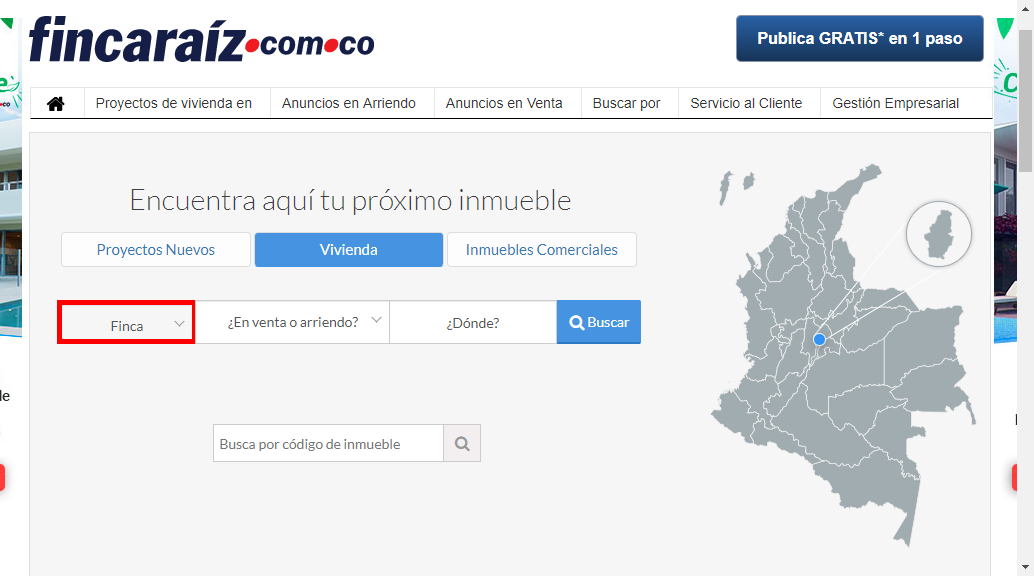 fincaraíz.com.co
Publica GRATIS* en 1 paso
Proyectos de vivienda en
Anuncios en Arriendo
Anuncios en Venta
Buscar por
Servicio al Cliente
Gestión Empresarial
Encuentra aquí tu próximo inmueble
Proyectos Nuevos
Vivienda
Inmuebles Comerciales
Finca
¿En venta o arriendo?
¿Dónde?
Buscar
Busca por código de inmueble